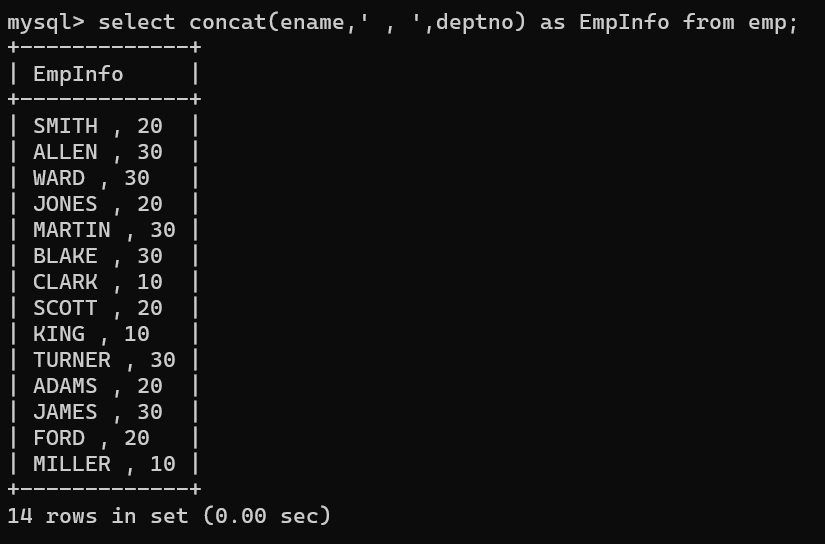 mysql> select concat(ename,' , ',deptno) as EmpInfo from emp;
+-------------+
| EmpInfo     |
+-------------+
| SMITH , 20  |
| ALLEN , 30  |
| WARD , 30   |
| JONES , 20  |
| MARTIN , 30 |
| BLAKE , 30  |
| CLARK , 10  |
| SCOTT , 20  |
| KING , 10   |
| TURNER , 30 |
| ADAMS , 20  |
| JAMES , 30  |
| FORD , 20   |
| MILLER , 10 |
+-------------+
14 rows in set (0.00 sec)